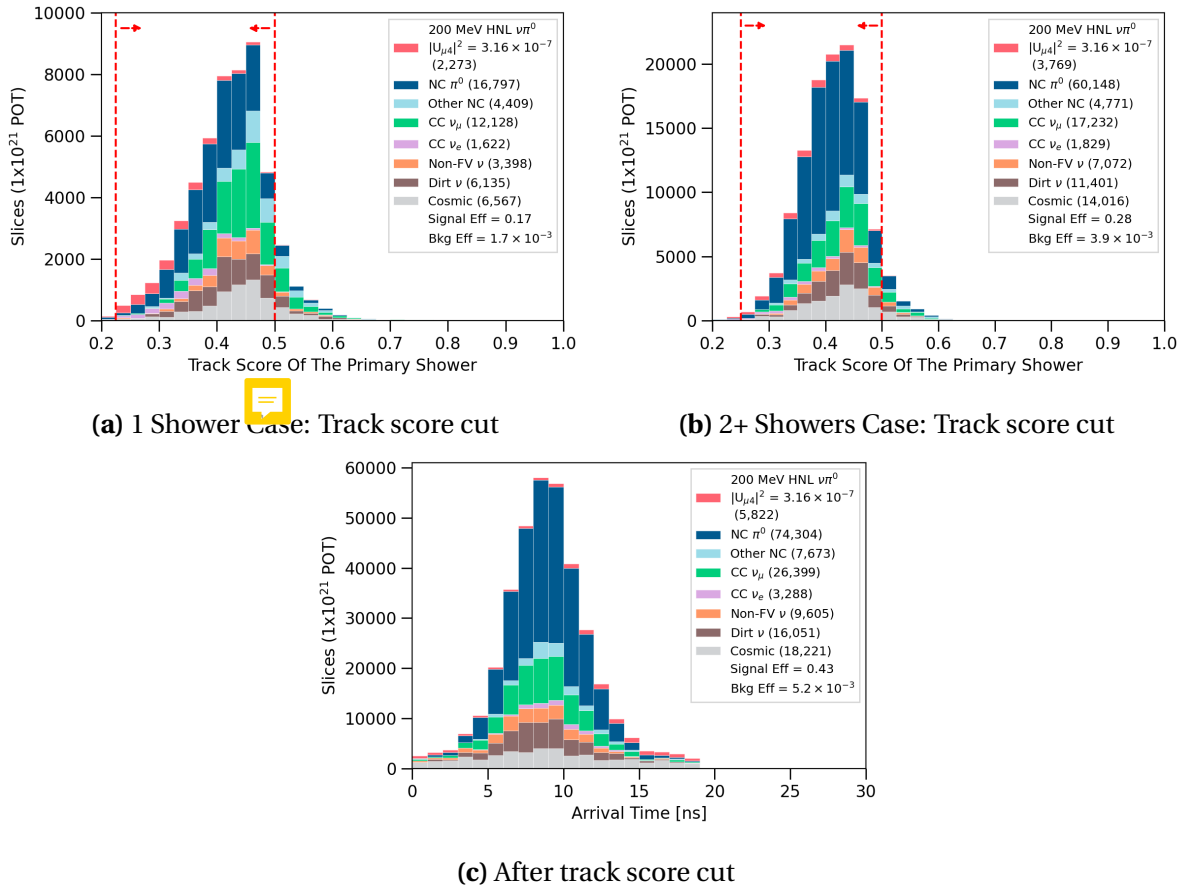 10000
8000
6000
4000
2000
0
Slices (1x10²¹ POT)
0.2 0.3 0.4 0.5 0.6 0.7 0.8 0.9 1.0
Track Score Of The Primary Shower
200 MeV HNL νπ⁰
|U_{μ4}|² = 3.16 × 10⁻⁷
(2,273)
NC π⁰ (16,797)
Other NC (4,409)
CC ν_μ (12,128)
CC ν_e (1,622)
Non-FV ν (3,398)
Dirt ν (6,135)
Cosmic (6,567)
Signal Eff = 0.17
Bkg Eff = 1.7 × 10⁻³
(a) 1 Shower Case: Track score cut
20000
15000
10000
5000
0
Slices (1x10²¹ POT)
0.2 0.3 0.4 0.5 0.6 0.7 0.8 0.9 1.0
Track Score Of The Primary Shower
200 MeV HNL νπ⁰
|U_{μ4}|² = 3.16 × 10⁻⁷
(3,769)
NC π⁰ (60,148)
Other NC (4,771)
CC ν_μ (17,232)
CC ν_e (1,829)
Non-FV ν (7,072)
Dirt ν (11,401)
Cosmic (14,016)
Signal Eff = 0.28
Bkg Eff = 3.9 × 10⁻³
(b) 2+ Showers Case: Track score cut
60000
50000
40000
30000
20000
10000
0
Slices (1x10²¹ POT)
0 5 10 15 20 25 30
Arrival Time [ns]
200 MeV HNL νπ⁰
|U_{μ4}|² = 3.16 × 10⁻⁷
(5,822)
NC π⁰ (74,304)
Other NC (7,673)
CC ν_μ (26,399)
CC ν_e (3,288)
Non-FV ν (9,605)
Dirt ν (16,051)
Cosmic (18,221)
Signal Eff = 0.43
Bkg Eff = 5.2 × 10⁻³
(c) After track score cut